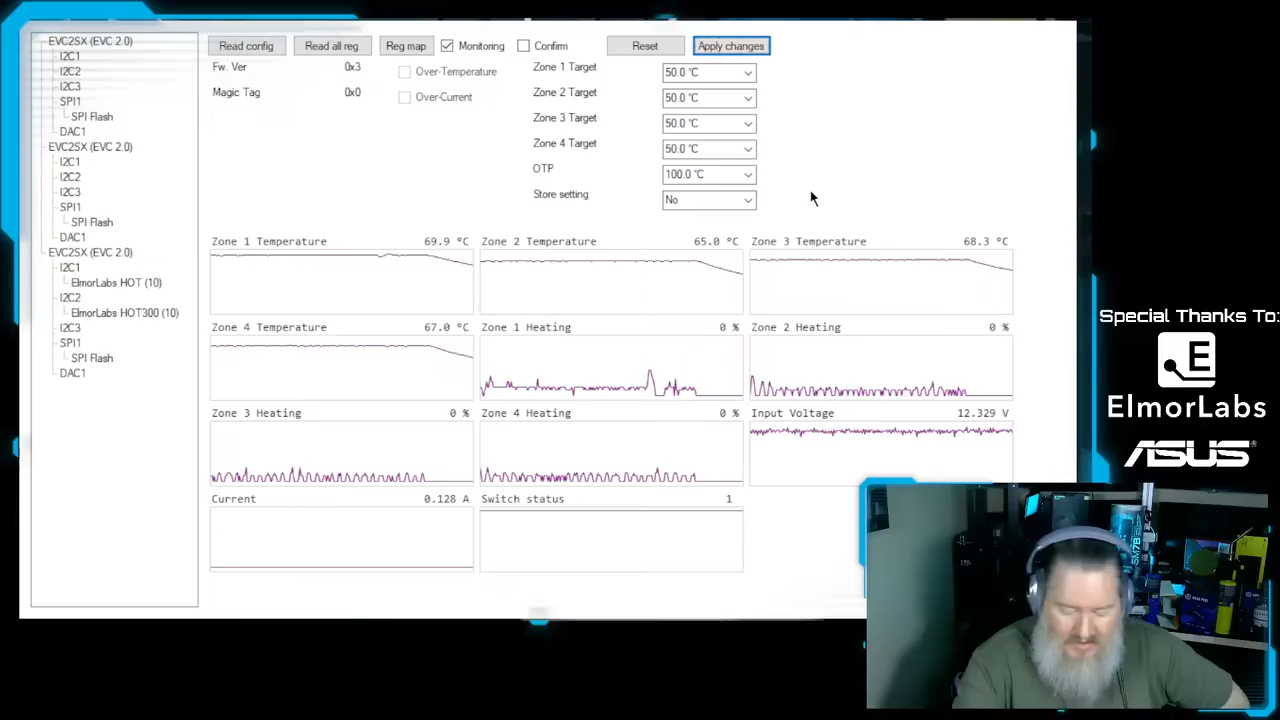 EVC2SX (EVC 2.0)
I2C1
I2C2
I2C3
SPI1
SPI Flash
DAC1
EVC2SX (EVC 2.0)
I2C1
I2C2
I2C3
SPI1
SPI Flash
DAC1
EVC2SX (EVC 2.0)
I2C1
ElmorLabs HOT (10)
I2C2
ElmorLabs HOT300 (10)
I2C3
SPI1
SPI Flash
DAC1
Read config Read all reg Reg map Monitoring Confirm Reset Apply changes
Fw. Ver 0x3 Over-Temperature Zone 1 Target 50.0 °C
Magic Tag 0x0 Over-Current Zone 2 Target 50.0 °C
Zone 3 Target 50.0 °C
Zone 4 Target 50.0 °C
OTP 100.0 °C
Store setting No
Zone 1 Temperature 69.9 °C Zone 2 Temperature 65.0 °C Zone 3 Temperature 68.3 °C
Zone 4 Temperature 67.0 °C Zone 1 Heating 0 % Zone 2 Heating 0 %
Zone 3 Heating 0 % Zone 4 Heating 0 % Input Voltage 12.329 V
Current 0.128 A Switch status 1
Special Thanks To:
E
ElmorLabs
ASUS®
SM7B